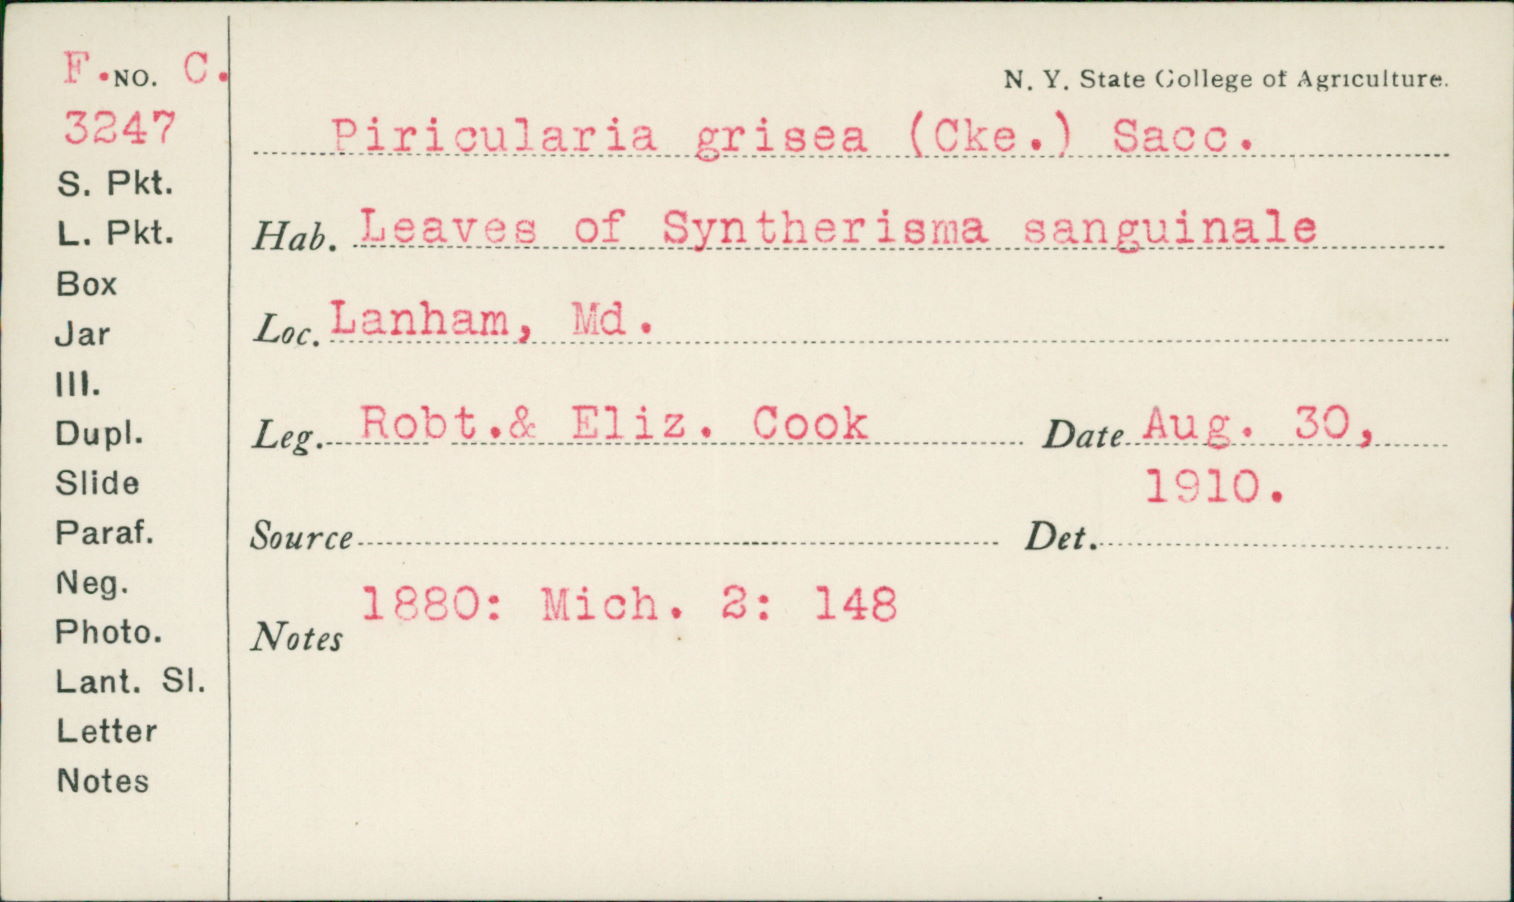 F. NO. C.
3247
S. Pkt.
L. Pkt.
Box
Jar
Ill.
Dupl.
Slide
Paraf.
Neg.
Photo.
Lant. Sl.
Letter
Notes
N. Y. State College of Agriculture.
Piricularia grisea (Cke.) Sacc.
Hab. Leaves of Syntherisma sanguinale
Loc. Lanham, Md.
Leg. Robt.& Eliz. Cook Date Aug. 30,
1910.
Source Det.
1880: Mich. 2: 148
Notes